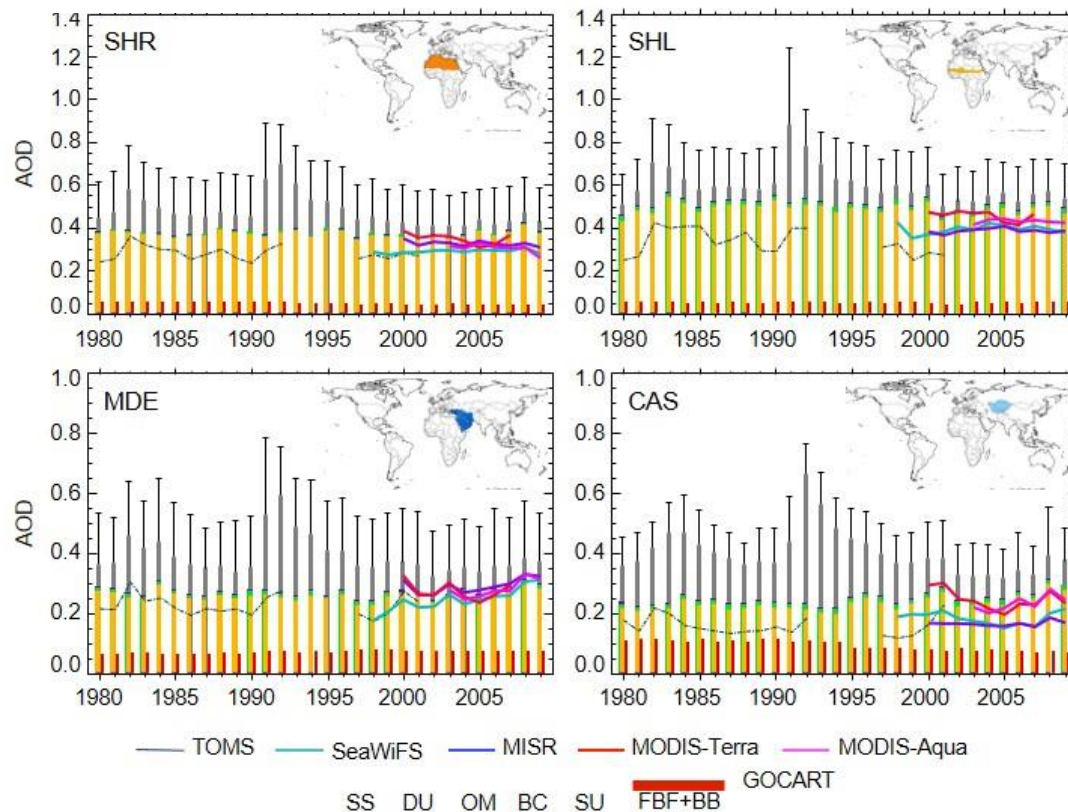 1.4 SHR
1.2
1.0
0.8
0.6
0.4
0.2
0.0
AOD
1980 1985 1990 1995 2000 2005
1.4 SHL
1.2
1.0
0.8
0.6
0.4
0.2
0.0
1980 1985 1990 1995 2000 2005
1.0 MDE
0.8
0.6
0.4
0.2
0.0
AOD
1980 1985 1990 1995 2000 2005
1.0 CAS
0.8
0.6
0.4
0.2
0.0
1980 1985 1990 1995 2000 2005
TOMS SeaWiFS MISR MODIS-Terra MODIS-Aqua
SS DU OM BC SU FBF+BB GOCART